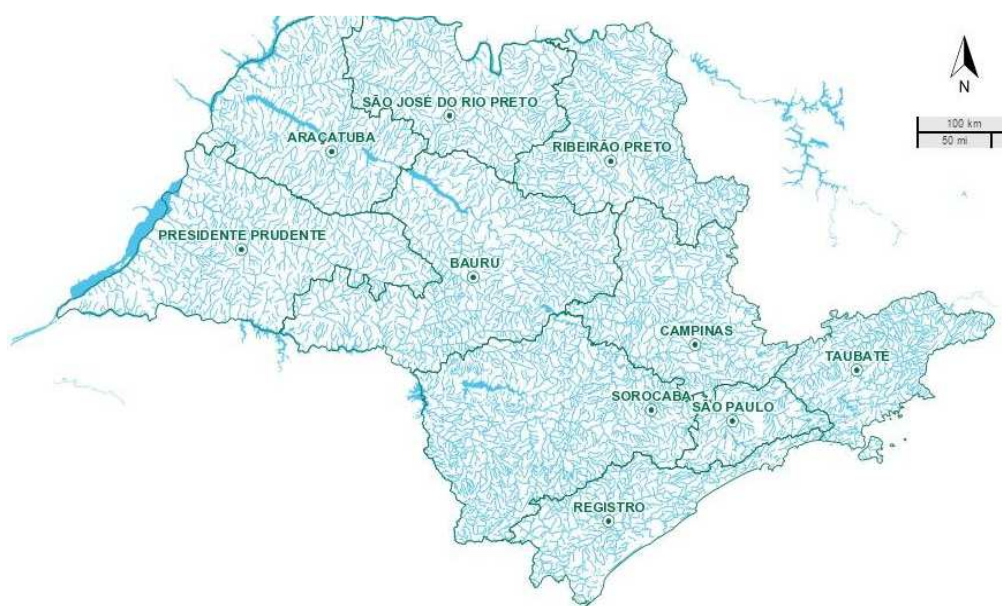 SÃO JOSÉ DO RIO PRETO
ARAÇATUBA
RIBEIRÃO PRETO
N
100 km
50 mi
PRESIDENTE PRUDENTE
BAURU
CAMPINAS
TAUBATÉ
SOROCABA
SÃO PAULO
REGISTRO